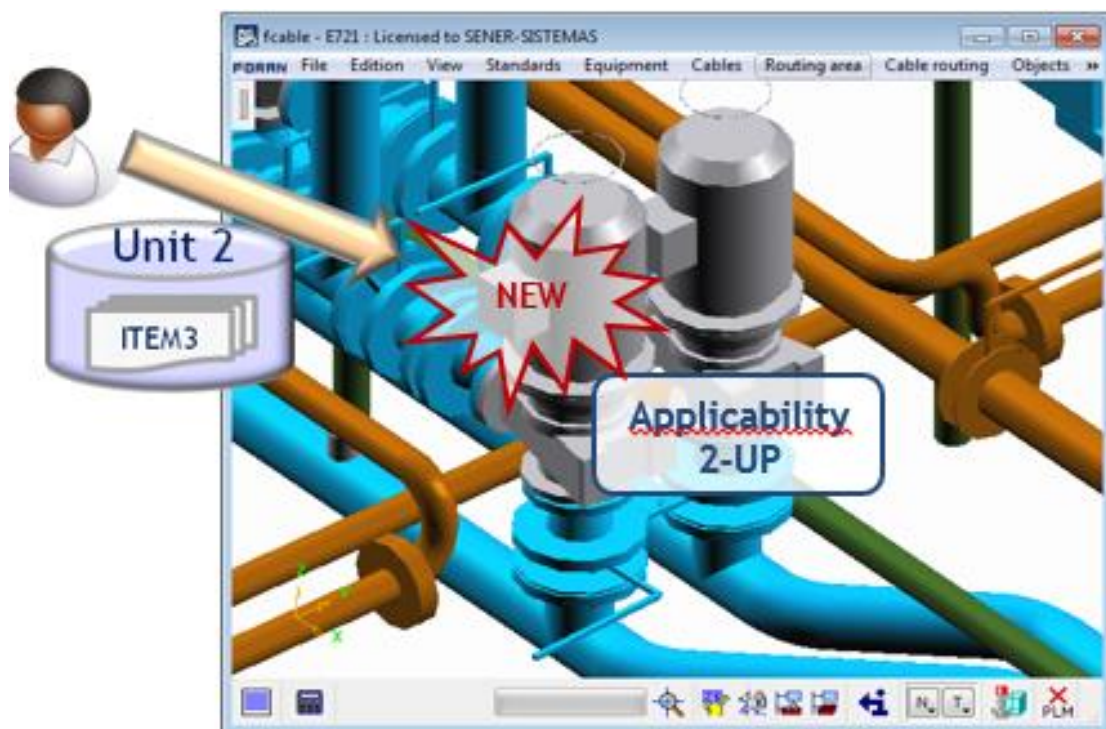 fcable - E721 : Licensed to SENER-SISTEMAS
FORAN File Edition View Standards Equipment Cables Routing area Cable routing Objects »
Unit 2
ITEM3
NEW
Applicability
2-UP
X
N T PLM